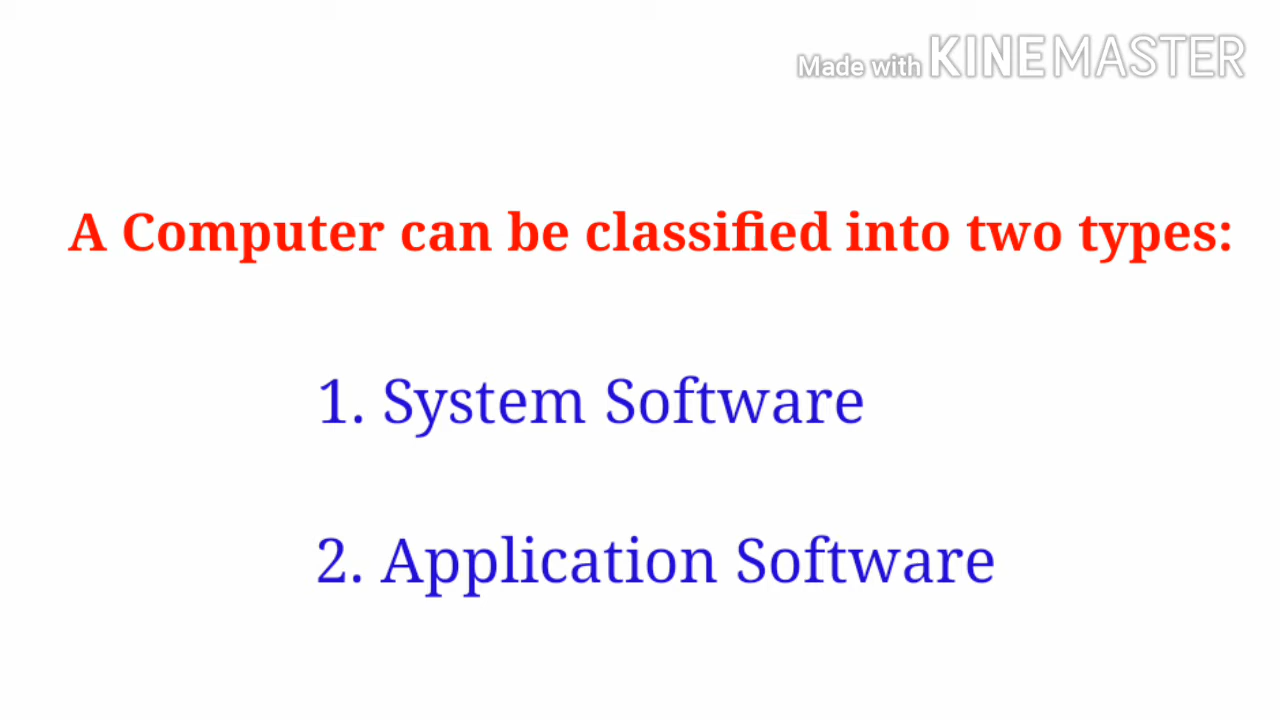 Made with KINEMASTER
A Computer can be classified into two types:
1. System Software
2. Application Software